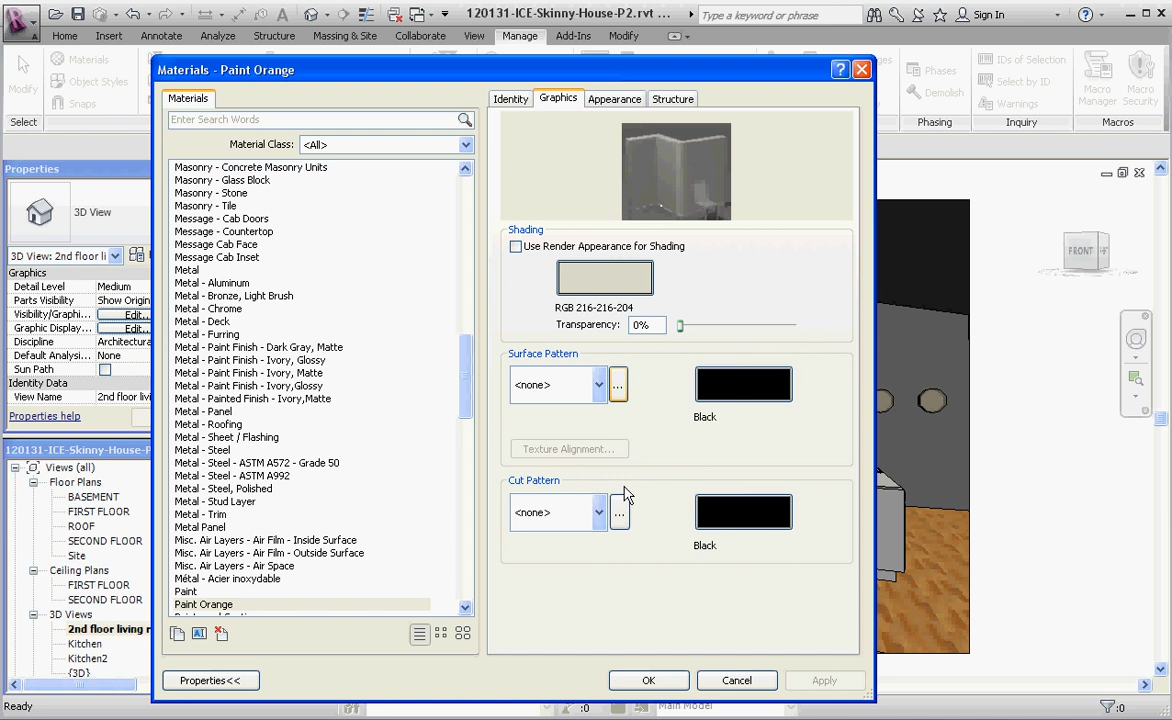 120131-ICE-Skinny-House-P2.rvt ...
Type a keyword or phrase
Sign In
Home Insert Annotate Analyze Structure Massing & Site Collaborate View Manage Add-Ins Modify
Modify
Materials
Object Styles
Snaps
Select
Phases
Demolish
Phasing
IDs of Selection
Select by ID
Warnings
Inquiry
Macro Manager
Macro Security
Macros
Properties
3D View
3D View: 2nd floor li
Graphics
Detail Level Medium
Parts Visibility Show Origin
Visibility/Graphi... Edit...
Graphic Display... Edit...
Discipline Architectura
Default Analysi... None
Sun Path
Identity Data
View Name 2nd floor livi
Properties help
120131-ICE-Skinny-House-P
Views (all)
Floor Plans
BASEMENT
FIRST FLOOR
ROOF
SECOND FLOOR
Site
Ceiling Plans
FIRST FLOOR
SECOND FLOOR
3D Views
2nd floor living r
Kitchen
Kitchen2
{3D}
Ready
Materials - Paint Orange
Materials
Enter Search Words
Material Class: <All>
Masonry - Concrete Masonry Units
Masonry - Glass Block
Masonry - Stone
Masonry - Tile
Message - Cab Doors
Message - Countertop
Message Cab Face
Message Cab Inset
Metal
Metal - Aluminum
Metal - Bronze, Light Brush
Metal - Chrome
Metal - Deck
Metal - Furring
Metal - Paint Finish - Dark Gray, Matte
Metal - Paint Finish - Ivory, Glossy
Metal - Paint Finish - Ivory, Matte
Metal - Paint Finish - Ivory,Glossy
Metal - Painted Finish - Ivory,Matte
Metal - Panel
Metal - Roofing
Metal - Sheet / Flashing
Metal - Steel
Metal - Steel - ASTM A572 - Grade 50
Metal - Steel - ASTM A992
Metal - Steel, Polished
Metal - Stud Layer
Metal - Trim
Metal Panel
Misc. Air Layers - Air Film - Inside Surface
Misc. Air Layers - Air Film - Outside Surface
Misc. Air Layers - Air Space
Métal - Acier inoxydable
Paint
Paint Orange
Properties<<
Identity Graphics Appearance Structure
Shading
Use Render Appearance for Shading
RGB 216-216-204
Transparency: 0%
Surface Pattern
<none> ...
Black
Texture Alignment...
Cut Pattern
<none> ...
Black
OK Cancel Apply
FRONT
:0 Main Model :0